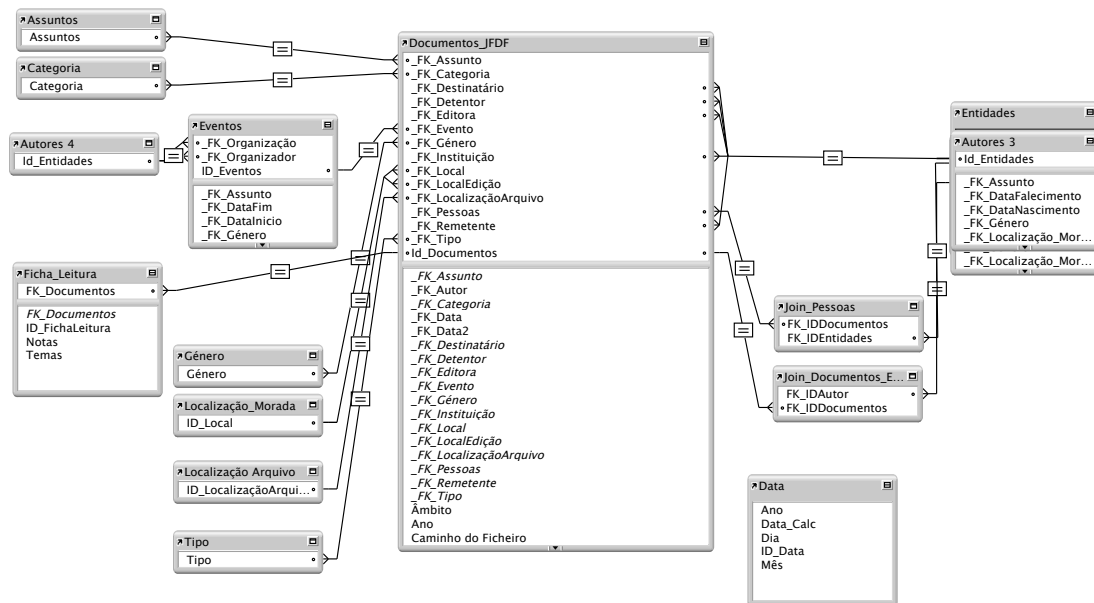 Assuntos
Assuntos
Categoria
Categoria
Autores 4
Id_Entidades
Eventos
_FK_Organização
_FK_Organizador
ID_Eventos
_FK_Assunto
_FK_DataFim
_FK_DataInicio
_FK_Género
Ficha_Leitura
FK_Documentos
FK_Documentos
ID_FichaLeitura
Notas
Temas
Género
Género
Localização_Morada
ID_Local
Localização Arquivo
ID_LocalizaçãoArqui...
Tipo
Tipo
Documentos_JFDF
_FK_Assunto
_FK_Categoria
_FK_Destinatário
_FK_Detentor
_FK_Editora
_FK_Evento
_FK_Género
_FK_Instituição
_FK_Local
_FK_LocalEdição
_FK_LocalizaçãoArquivo
_FK_Pessoas
_FK_Remetente
_FK_Tipo
Id_Documentos
_FK_Assunto
_FK_Autor
_FK_Categoria
_FK_Data
_FK_Data2
_FK_Destinatário
_FK_Detentor
_FK_Editora
_FK_Evento
_FK_Género
_FK_Instituição
_FK_Local
_FK_LocalEdição
_FK_LocalizaçãoArquivo
_FK_Pessoas
_FK_Remetente
_FK_Tipo
Âmbito
Ano
Caminho do Ficheiro
Entidades
Autores 3
Id_Entidades
_FK_Assunto
_FK_DataFalecimento
_FK_DataNascimento
_FK_Género
_FK_Localização_Mor...
_FK_Localização_Mor...
Join_Pessoas
FK_IDDocumentos
FK_IDEntidades
Join_Documentos_E...
FK_IDAutor
FK_IDDocumentos
Data
Ano
Data_Calc
Dia
ID_Data
Mês